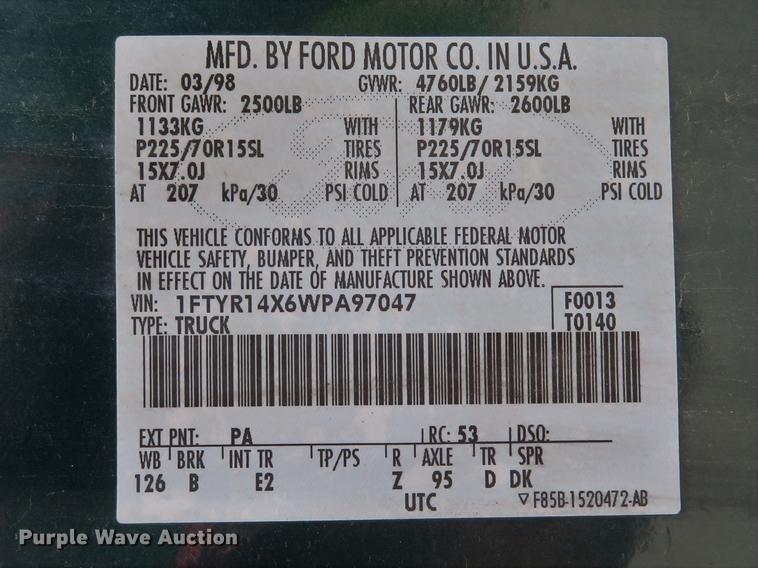 MFD. BY FORD MOTOR CO. IN U.S.A.
DATE: 03/98 GVWR: 4760LB/ 2159KG
FRONT GAWR: 2500LB REAR GAWR: 2600LB
1133KG WITH 1179KG WITH
P225/70R15SL TIRES P225/70R15SL TIRES
15X7.0J RIMS 15X7.0J RIMS
AT 207 kPa/30 PSI COLD AT 207 kPa/30 PSI COLD
THIS VEHICLE CONFORMS TO ALL APPLICABLE FEDERAL MOTOR
VEHICLE SAFETY, BUMPER, AND THEFT PREVENTION STANDARDS
IN EFFECT ON THE DATE OF MANUFACTURE SHOWN ABOVE.
VIN: 1FTYR14X6WPA97047 F0013
TYPE: TRUCK T0140
EXT PNT: PA RC: 53 DSO:
WB BRK INT TR TP/PS R AXLE TR SPR
126 B E2 Z 95 D DK
UTC ▽ F85B-1520472-AB
Purple Wave Auction